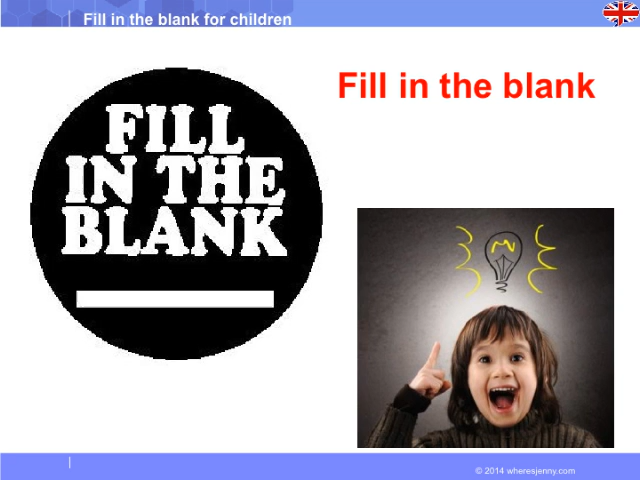 Fill in the blank for children
Fill in the blank
FILL
IN THE
BLANK
© 2014 wheresjenny.com